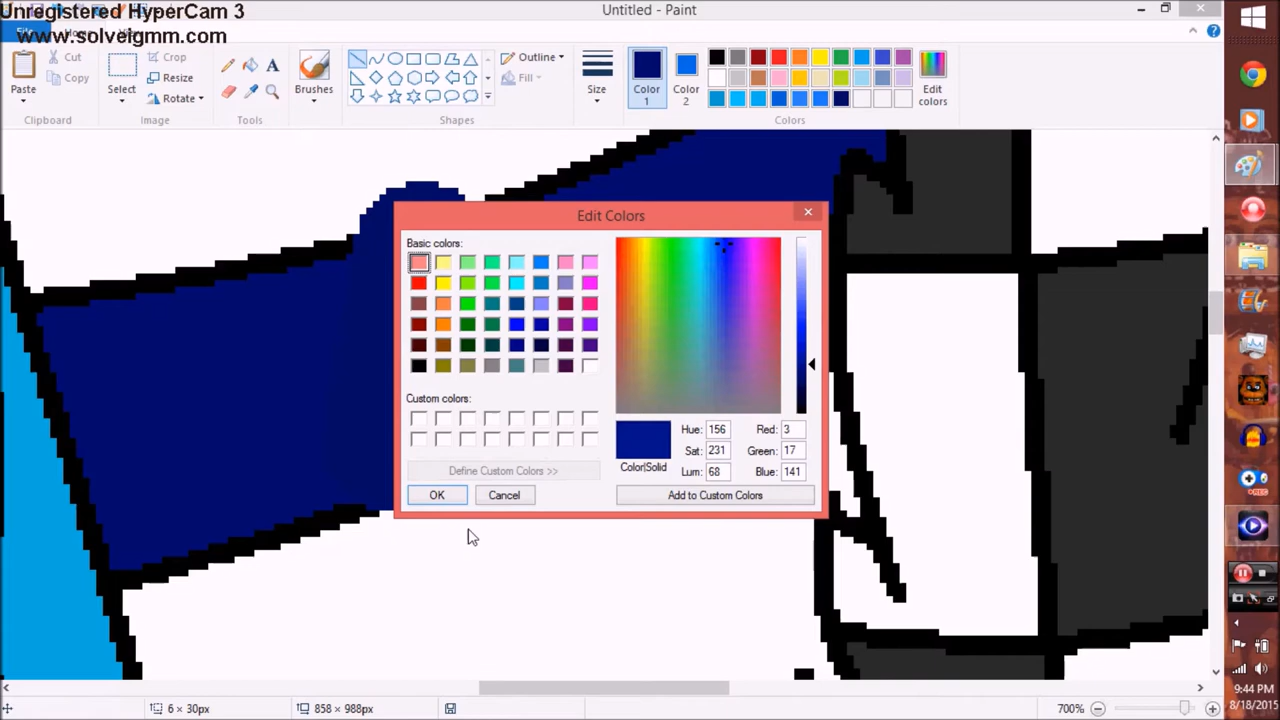 Unregistered HyperCam 3
www.solveigmm.com
Untitled - Paint
Cut
Copy
Paste
Clipboard
Crop
Resize
Rotate
Select
Image
Tools
Brushes
Outline
Fill
Shapes
Size
Color 1
Color 2
Edit colors
Colors
Edit Colors
Basic colors:
Custom colors:
Define Custom Colors >>
OK
Cancel
Color|Solid
Hue: 156
Sat: 231
Lum: 68
Red: 3
Green: 17
Blue: 141
Add to Custom Colors
6 × 30px
858 × 988px
700%
REC
9:44 PM
8/18/2015